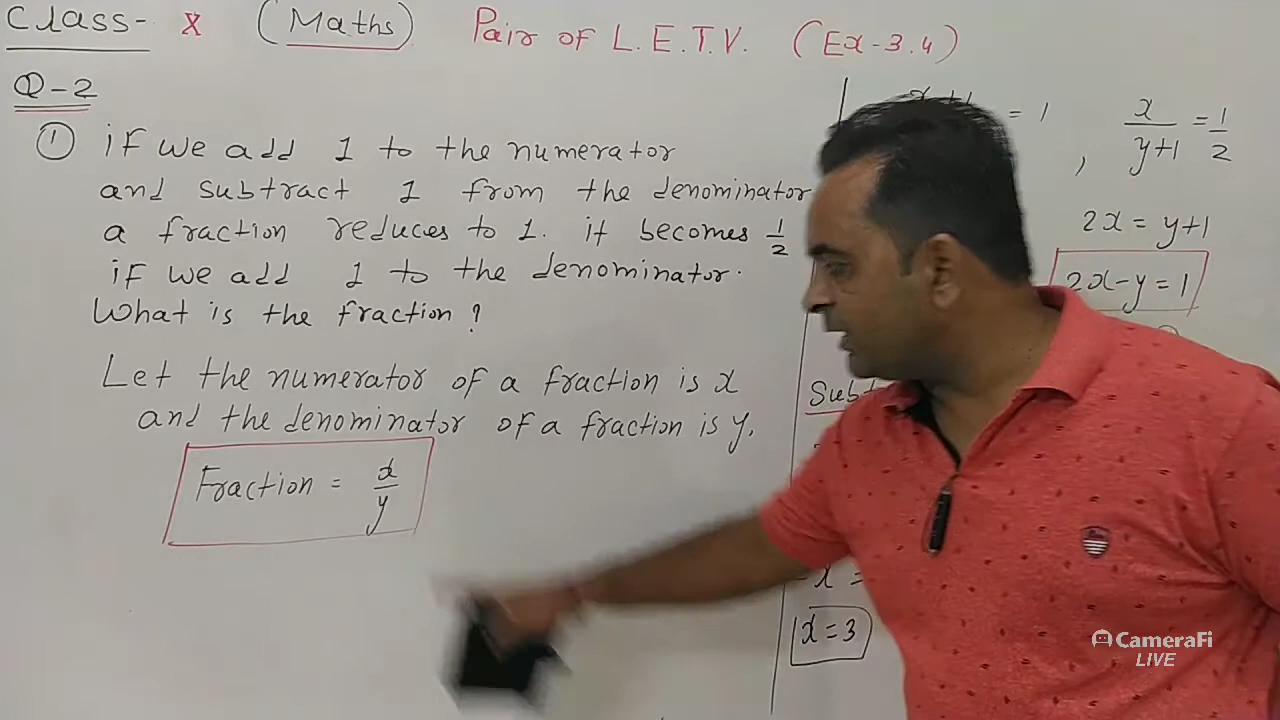 Class- X (Maths) Pair of L.E.T.V. (Ex-3.4)
Q-2
① if we add 1 to the numerator
and subtract 1 from the denominator
a fraction reduces to 1. it becomes 1/2
if we add 1 to the denominator.
What is the fraction?
Let the numerator of a fraction is x
and the denominator of a fraction is y.
Fraction = x/y
= 1 , x/y+1 = 1/2
2x = y+1
2x-y=1
x=3
CameraFi
LIVE